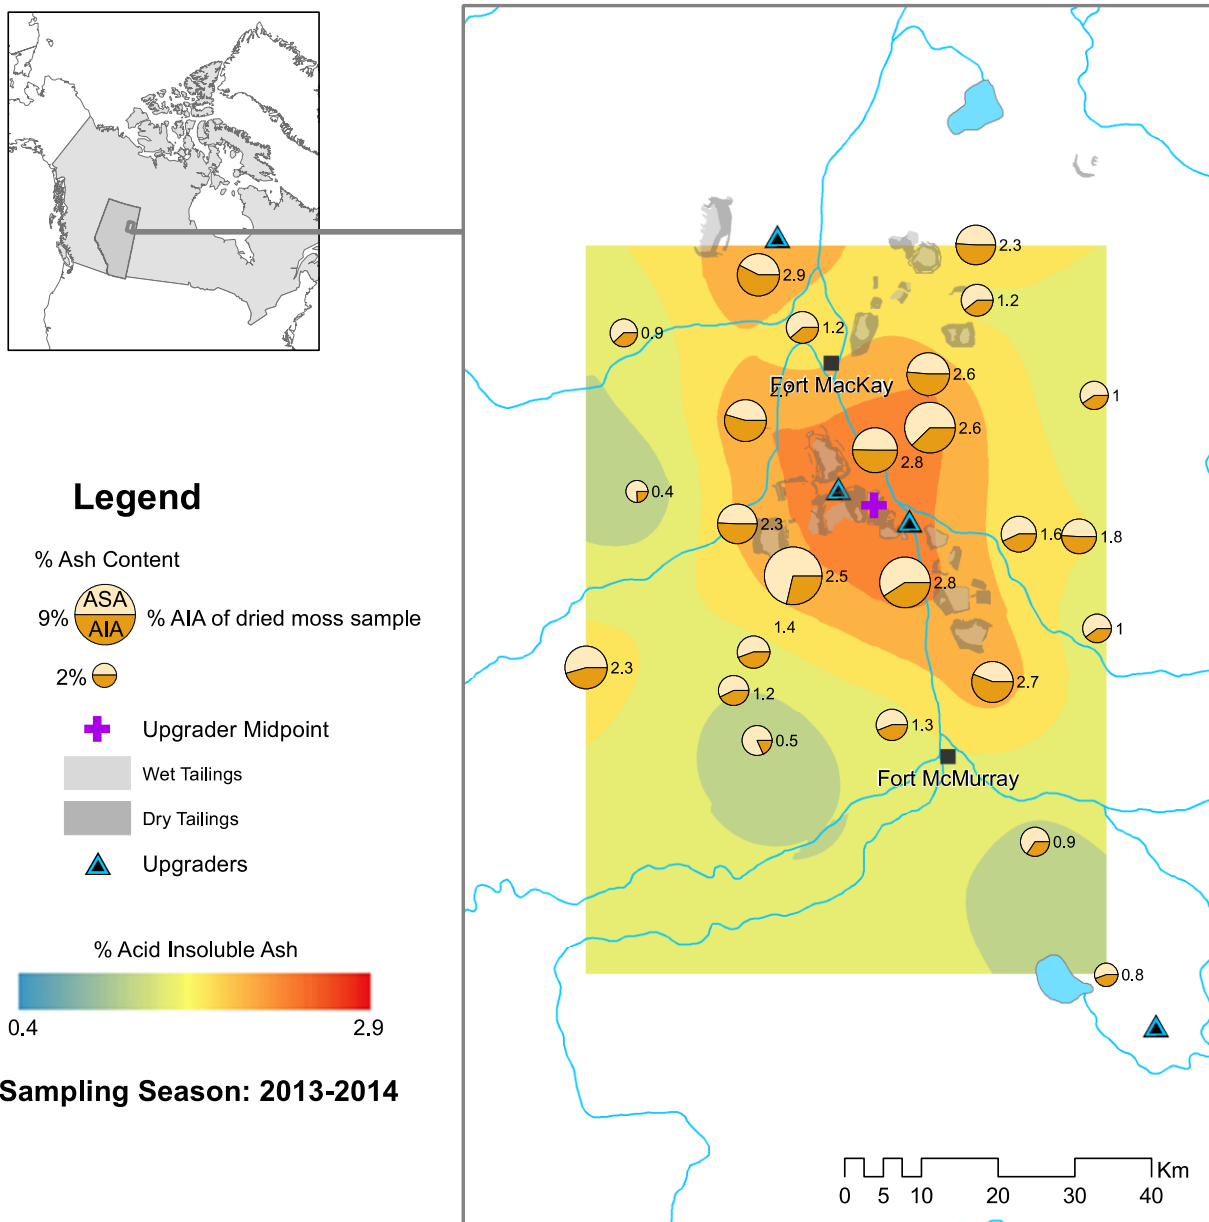 Legend
% Ash Content
9%
ASA
AIA
% AIA of dried moss sample
2%
Upgrader Midpoint
Wet Tailings
Dry Tailings
Upgraders
% Acid Insoluble Ash
0.4
2.9
Sampling Season: 2013-2014
2.3
2.9
1.2
0.9
1.2
Fort MacKay
2.6
1
2.6
2.8
0.4
2.3
1.6
1.8
2.5
2.8
1.4
1
2.3
2.7
1.2
1.3
0.5
Fort McMurray
0.9
0.8
Km
0 5 10 20 30 40